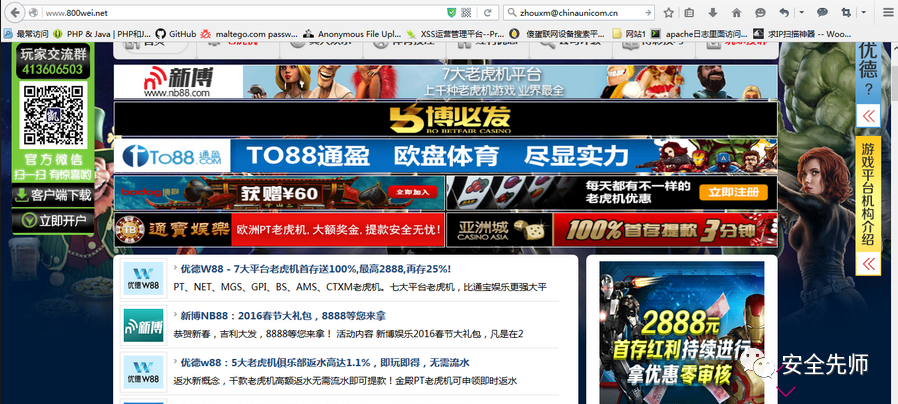 www.800wei.net
zhouxm@chinaunicom.cn
最常访问
PHP & Java | PHP和J...
GitHub
maltego.com passw...
Anonymous File Upl...
XSS运营管理平台--Pr...
傻蛋联网设备搜索平...
网站1
apache日志里面访问...
求IP扫描神器 -- Woo...
玩家交流群
413606503
官方微信
扫一扫 有惊喜哟
客户端下载
立即开户
新博
www.nb88.com
7大老虎机平台
上千种老虎机游戏 业界最全
博必发
BO BETFAIR CASINO
TO88通盈
.COM
TO88通盈 欧盘体育 尽显实力
获赠¥60
立即加入
每天都有不一样的
老虎机优惠
立即注册
TB
通寶娱樂
欧洲PT老虎机, 大额奖金, 提款安全无忧!
亚洲城
CASINO ASIA
100%首存提款3分钟
优德W88
优德W88 - 7大平台老虎机首存送100%,最高2888,再存25%!
PT、NET、MGS、GPI、BS、AMS、CTXM老虎机。七大平台老虎机，比通宝娱乐更强大平
新博
新博NB88：2016春节大礼包，8888等您来拿
恭贺新春，吉利大发，8888等您来拿！ 活动内容 新博娱乐2016春节大礼包，凡是在2
优德W88
优德w88：5大老虎机俱乐部返水高达1.1%，即玩即得，无需流水
返水新概念，千款老虎机高额返水无需流水即可提款！金殿PT老虎机可申领即时返水
2888元
首存红利持续进行
拿优惠零审核
优德？
游戏平台机构介绍
安全先师